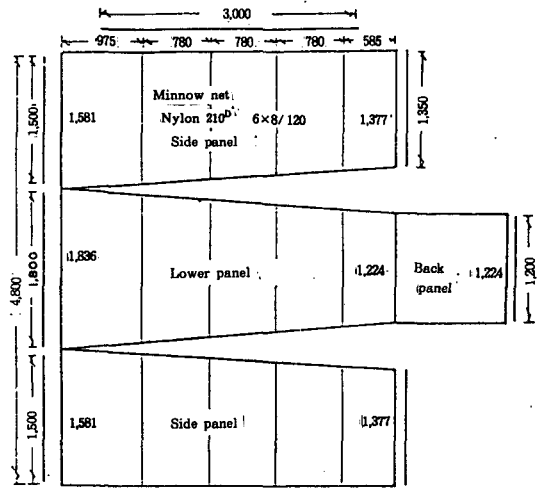 3,000
975 780 780 780 585
Minnow net
1,581 Nylon 210D 6×8/120 1,377
Side panel
1,500
1,350
4,800
1,800
1,836 Lower panel 1,224 Back panel 1,224
1,200
1,500
1,581 Side panel 1,377